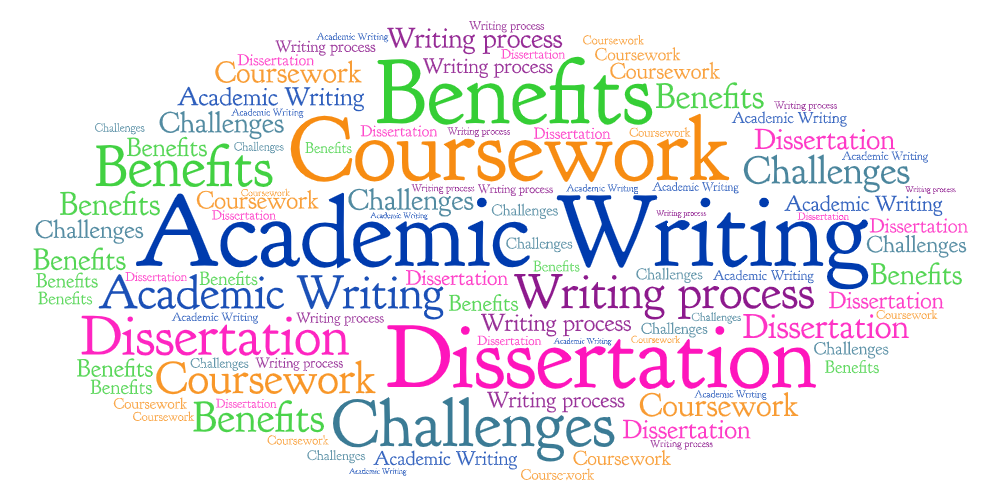 Writing process
Academic Writing
Writing process
Coursework
Writing process
Coursework
Dissertation
Dissertation
Writing process
Coursework
Coursework
Benefits
Academic Writing
Benefits
Writing process
Academic Writing
Academic Writing
Challenges
Challenges
Coursework
Dissertation
Writing process
Dissertation
Coursework
Dissertation
Benefits
Challenges
Benefits
Academic Writing
Benefits
Challenges
Writing process
Writing process
Academic Writing
Academic Writing
Writing process
Coursework
Coursework
Challenges
Benefits
Academic Writing
Challenges
Academic Writing
Dissertation
Academic Writing
Writing process
Dissertation
Challenges
Dissertation
Challenges
Challenges
Benefits
Benefits
Challenges
Academic Writing
Benefits
Benefits
Dissertation
Benefits
Dissertation
Academic Writing
Writing process
Benefits
Benefits
Dissertation
Academic Writing
Writing process
Writing process
Challenges
Coursework
Dissertation
Challenges
Dissertation
Dissertation
Academic Writing
Coursework
Challenges
Dissertation
Benefits
Challenges
Writing process
Benefits
Coursework
Benefits
Academic Writing
Coursework
Dissertation
Writing process
Coursework
Coursework
Benefits
Challenges
Dissertation
Coursework
Writing process
Challenges
Academic Writing
Coursework
Academic Writing
Coursework